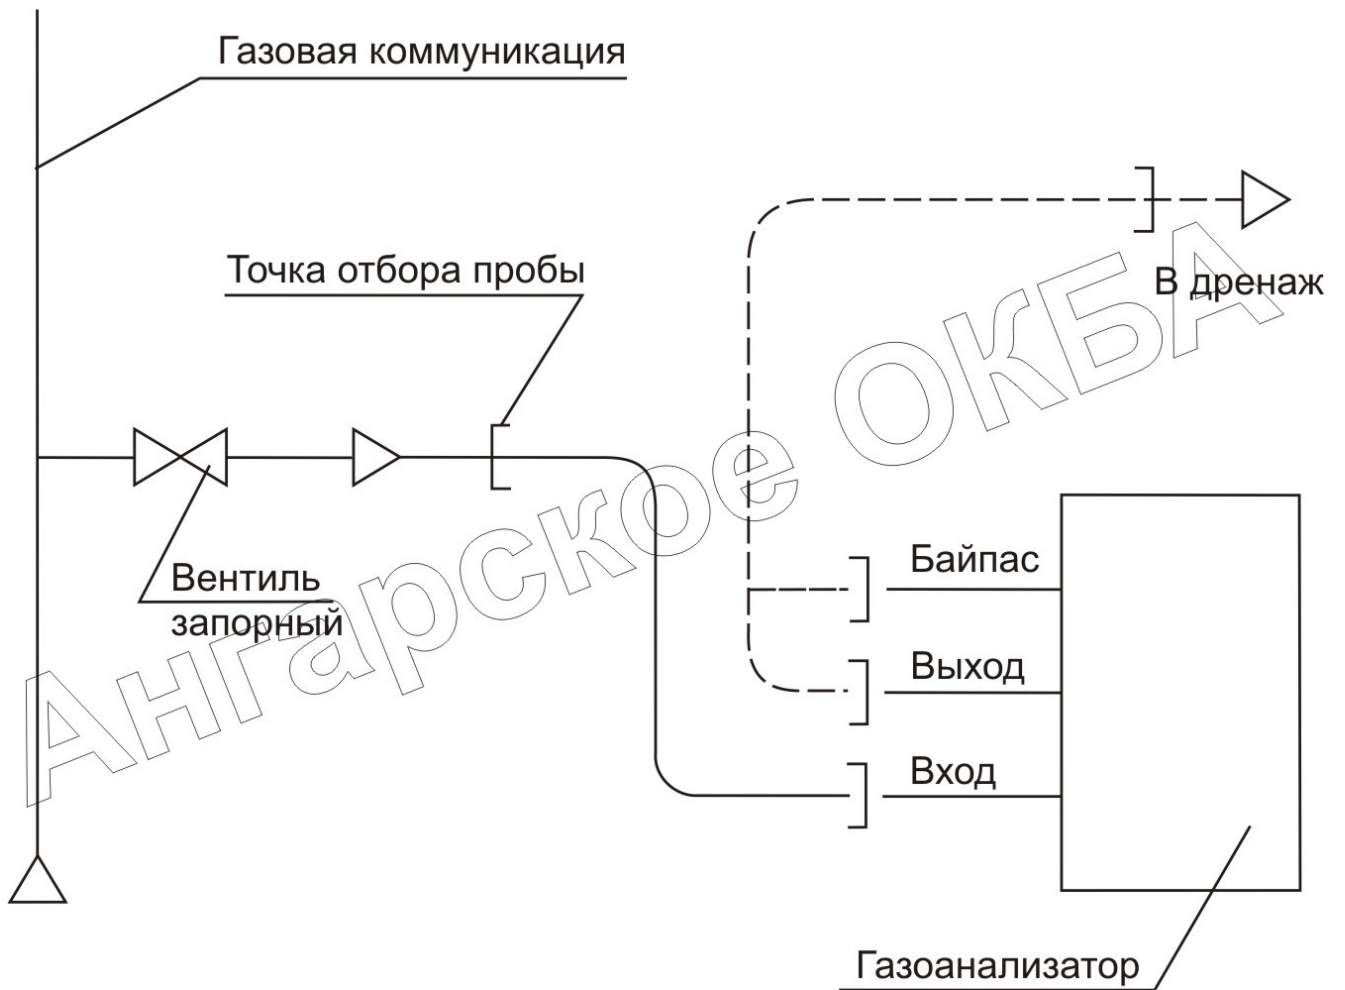 Газовая коммуникация
Точка отбора пробы
В дренаж
Вентиль
запорный
Байпас
Выход
Вход
Газоанализатор
Ангарское ОКБА